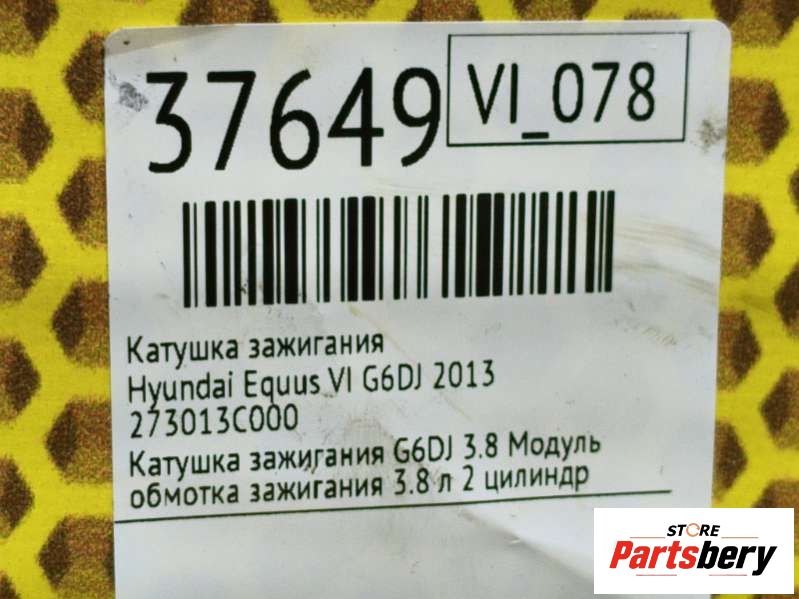 37649
VI_078
Катушка зажигания
Hyundai Equus VI G6DJ 2013
273013C000
Катушка зажигания G6DJ 3.8 Модуль
обмотка зажигания 3.8 л 2 цилиндр
STORE
Partsbery